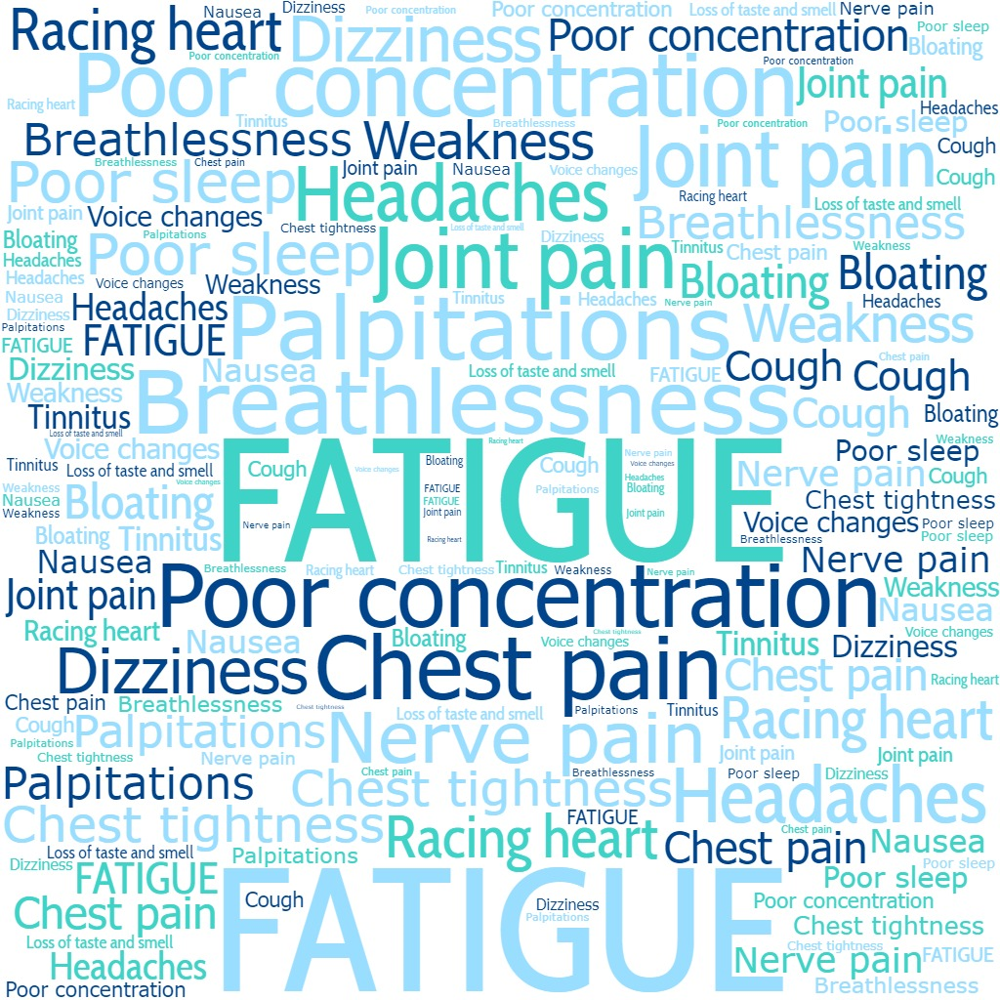 Racing heart
Nausea
Dizziness
Poor concentration
Poor concentration
Loss of taste and smell
Nerve pain
Dizziness
Poor concentration
Poor sleep
Bloating
Poor concentration
Poor concentration
Poor concentration
Joint pain
Racing heart
Headaches
Tinnitus
Breathlessness
Poor concentration
Poor sleep
Breathlessness
Weakness
Joint pain
Cough
Breathlessness
Chest pain
Joint pain
Nausea
Voice changes
Cough
Poor sleep
Headaches
Racing heart
Loss of taste and smell
Joint pain
Voice changes
Chest tightness
Loss of taste and smell
Breathlessness
Bloating
Palpitations
Dizziness
Poor sleep
Joint pain
Tinnitus
Chest pain
Weakness
Headaches
Bloating
Bloating
Headaches
Voice changes
Weakness
Nausea
Tinnitus
Headaches
Nerve pain
Headaches
Dizziness
Headaches
Palpitations
Weakness
Palpitations
FATIGUE
FATIGUE
Dizziness
Nausea
Loss of taste and smell
FATIGUE
Cough
Chest pain
Cough
Weakness
Breathlessness
Cough
Bloating
Tinnitus
Loss of taste and smell
Racing heart
Weakness
Voice changes
Poor sleep
Tinnitus
Loss of taste and smell
FATIGUE
Cough
Voice changes
Bloating
Cough
Nerve pain
Voice changes
Nerve pain
Cough
Voice changes
Weakness
Headaches
FATIGUE
Palpitations
Bloating
Nausea
Bloating
FATIGUE
Chest tightness
Weakness
Joint pain
Joint pain
Nerve pain
Voice changes
Poor sleep
Bloating
Tinnitus
Racing heart
Breathlessness
Poor sleep
Nausea
Breathlessness
Racing heart
Chest tightness
Tinnitus
Weakness
Nerve pain
Nerve pain
Joint pain
Poor concentration
Weakness
Nausea
Racing heart
Nausea
Bloating
Chest tightness
Voice changes
Tinnitus
Dizziness
Voice changes
Dizziness
Chest pain
Chest pain
Racing heart
Chest pain
Breathlessness
Chest tightness
Loss of taste and smell
Palpitations
Tinnitus
Racing heart
Cough
Palpitations
Nerve pain
Palpitations
Chest tightness
Nerve pain
Joint pain
Joint pain
Palpitations
Chest pain
Chest tightness
Breathlessness
Poor sleep
Dizziness
Headaches
Chest tightness
Racing heart
FATIGUE
Chest pain
Chest pain
Nausea
Loss of taste and smell
Dizziness
Palpitations
Poor sleep
FATIGUE
FATIGUE
Poor sleep
Chest pain
Cough
Dizziness
Palpitations
Poor concentration
Chest tightness
Loss of taste and smell
Chest tightness
Headaches
Nerve pain
FATIGUE
Poor concentration
Breathlessness